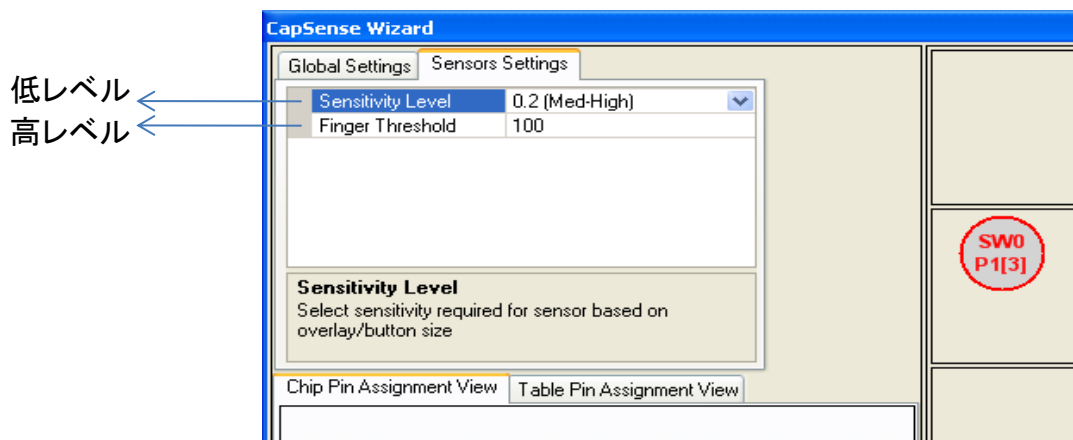 CapSense Wizard
Global Settings Sensors Settings
低レベル
高レベル
Sensitivity Level 0.2 (Med-High)
Finger Threshold 100
SW0
P1[3]
Sensitivity Level
Select sensitivity required for sensor based on
overlay/button size
Chip Pin Assignment View Table Pin Assignment View